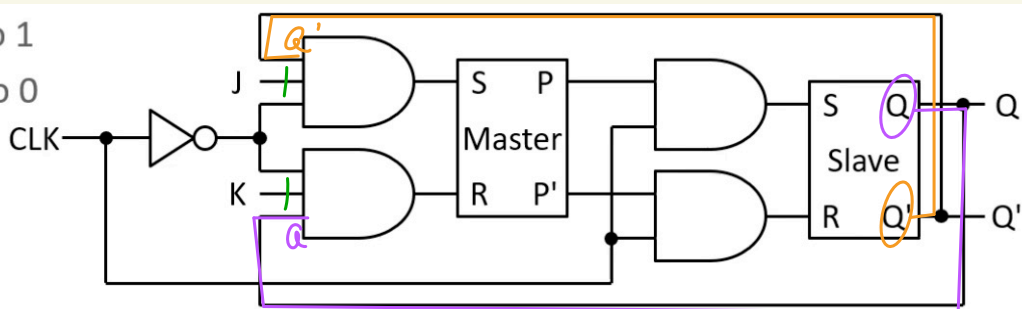 o 1
Q'
J
S P
S Q Q
o 0
CLK
Master
Slave
K
R P'
R Q' Q'
Q